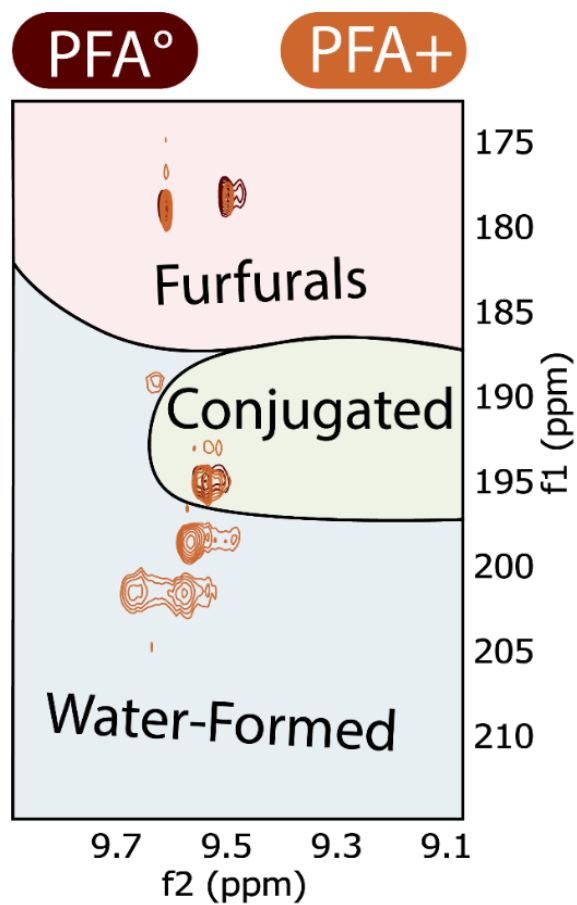 PFA° PFA+
175
180
Furfurals
185
190
Conjugated
f1 (ppm)
195
200
205
Water-Formed
210
9.7 9.5 9.3 9.1
f2 (ppm)